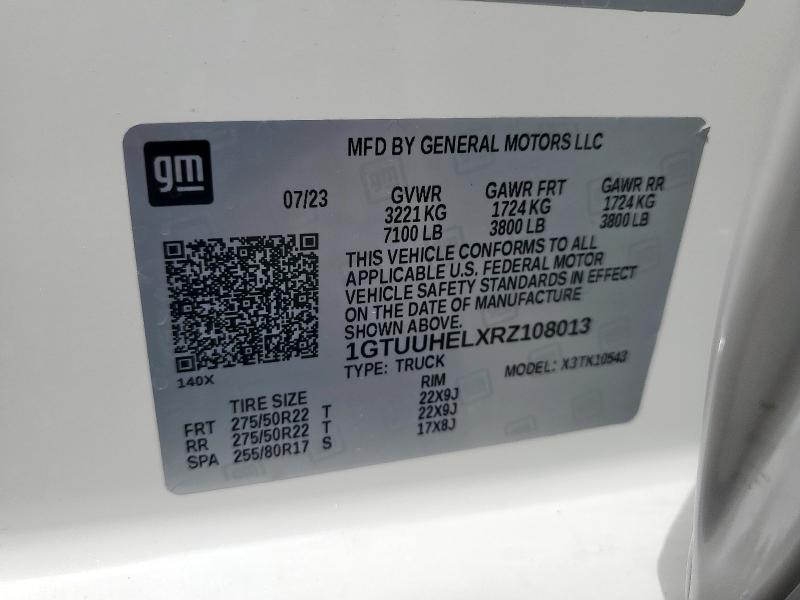 gm
MFD BY GENERAL MOTORS LLC
07/23
GVWR
3221 KG
7100 LB
GAWR FRT
1724 KG
3800 LB
GAWR RR
1724 KG
3800 LB
THIS VEHICLE CONFORMS TO ALL
APPLICABLE U.S. FEDERAL MOTOR
VEHICLE SAFETY STANDARDS IN EFFECT
ON THE DATE OF MANUFACTURE
SHOWN ABOVE.
1GTUUHELXRZ108013
TYPE: TRUCK
MODEL: X3TK10543
140X
TIRE SIZE
RIM
FRT 275/50R22 T 22X9J
RR 275/50R22 T 22X9J
SPA 255/80R17 S 17X8J